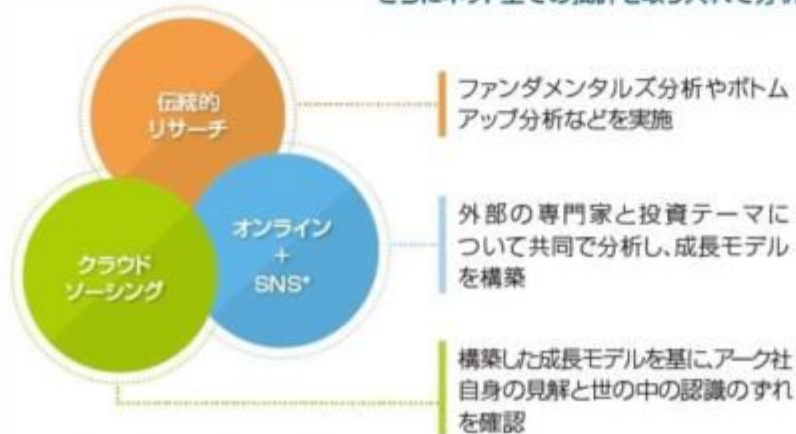 伝統的
リサーチ
オンライン
+
SNS*
クラウド
ソーシング
ファンダメンタルズ分析やボトム
アップ分析などを実施
外部の専門家と投資テーマに
ついて共同で分析し、成長モデル
を構築
構築した成長モデルを基に、アーク社
自身の見解と世の中の認識のずれ
を確認